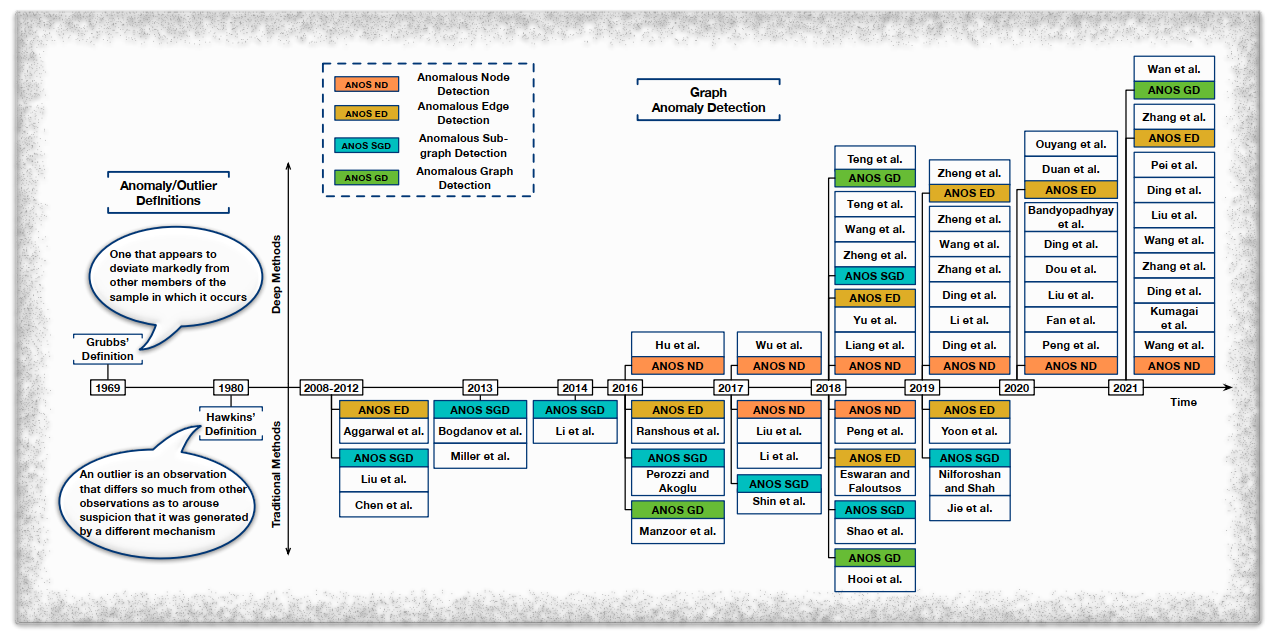 ANOS ND
Anomalous Node
Detection
ANOS ED
Anomalous Edge
Detection
ANOS SGD
Anomalous Sub-
graph Detection
ANOS GD
Anomalous Graph
Detection
Graph
Anomaly Detection
Anomaly/Outlier
Definitions
One that appears to
deviate markedly from
other members of the
sample in which it occurs
Grubbs'
Definition
Hawkins'
Definition
An outlier is an observation
that differs so much from other
observations as to arouse
suspicion that it was generated
by a different mechanism
Deep Methods
Traditional Methods
1969
1980
2008-2012
2013
2014
2016
2017
2018
2019
2020
2021
Time
Hu et al.
ANOS ND
Wu et al.
ANOS ND
Teng et al.
ANOS GD
Teng et al.
Wang et al.
Zheng et al.
ANOS SGD
ANOS ED
Yu et al.
Liang et al.
ANOS ND
Zheng et al.
ANOS ED
Zheng et al.
Wang et al.
Zhang et al.
Ding et al.
Li et al.
Ding et al.
ANOS ND
Ouyang et al.
Duan et al.
ANOS ED
Bandyopadhyay
et al.
Ding et al.
Dou et al.
Liu et al.
Fan et al.
Peng et al.
ANOS ND
Wan et al.
ANOS GD
Zhang et al.
ANOS ED
Pei et al.
Ding et al.
Liu et al.
Wang et al.
Zhang et al.
Ding et al.
Kumagai
et al.
Wang et al.
ANOS ND
ANOS ED
Aggarwal et al.
ANOS SGD
Liu et al.
Chen et al.
ANOS SGD
Bogdanov et al.
Miller et al.
ANOS SGD
Li et al.
ANOS ED
Ranshous et al.
ANOS SGD
Perozzi and
Akoglu
ANOS GD
Manzoor et al.
ANOS ND
Liu et al.
Li et al.
ANOS SGD
Shin et al.
ANOS ND
Peng et al.
ANOS ED
Eswaran and
Faloutsos
ANOS SGD
Shao et al.
ANOS GD
Hooi et al.
ANOS ED
Yoon et al.
ANOS SGD
Nilforoshan
and Shah
Jie et al.